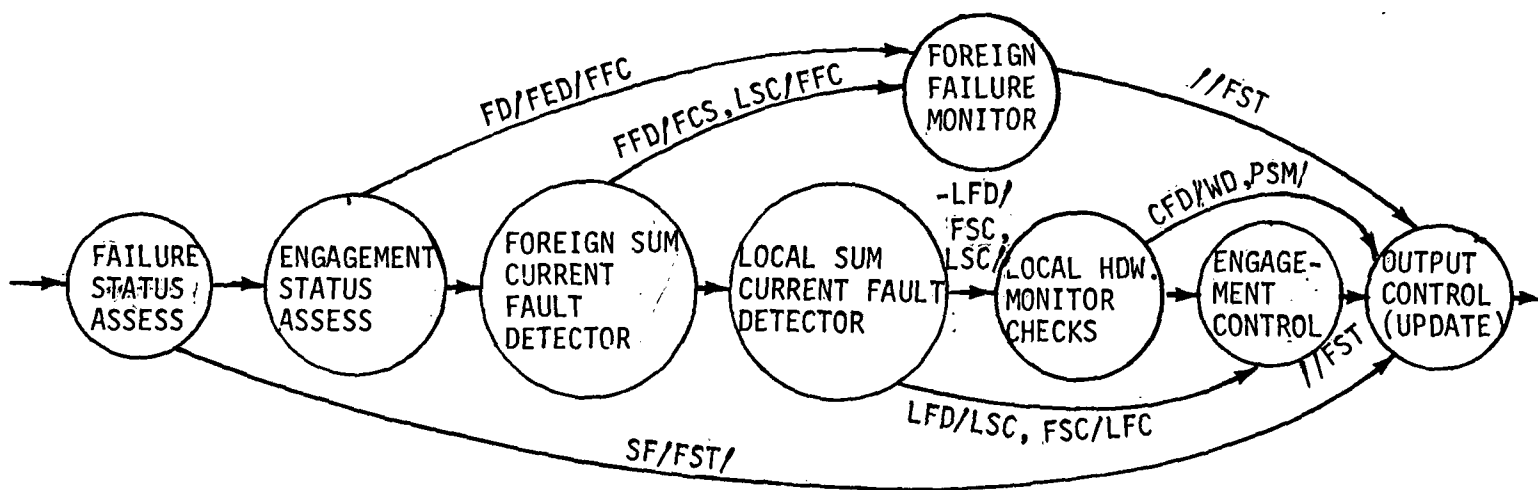 FOREIGN
FAILURE
MONITOR
FD/FED/FFC
FFD/FCS, LSC/FFC
//FST
FAILURE
STATUS
ASSESS
ENGAGEMENT
STATUS
ASSESS
FOREIGN SUM
CURRENT
FAULT
DETECTOR
LOCAL SUM
CURRENT FAULT
DETECTOR
-LFD/
FSC,
LSC/
LOCAL HDW.
MONITOR
CHECKS
CFD/WD,PSM/
ENGAGE-
MENT
CONTROL
OUTPUT
CONTROL
(UPDATE)
//FST
LFD/LSC, FSC/LFC
SF/FST/